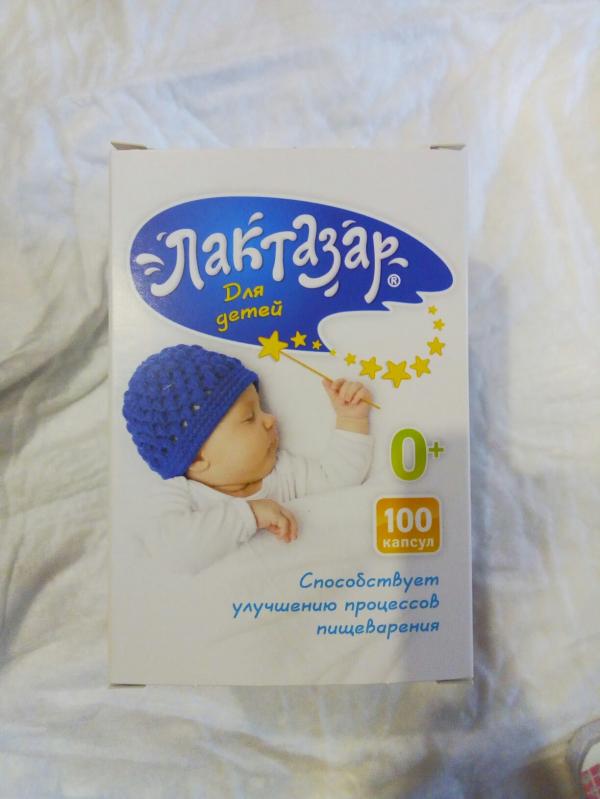 Лактазар®
Для
детей
0+
100
капсул
Способствует
улучшению процессов
пищеварения